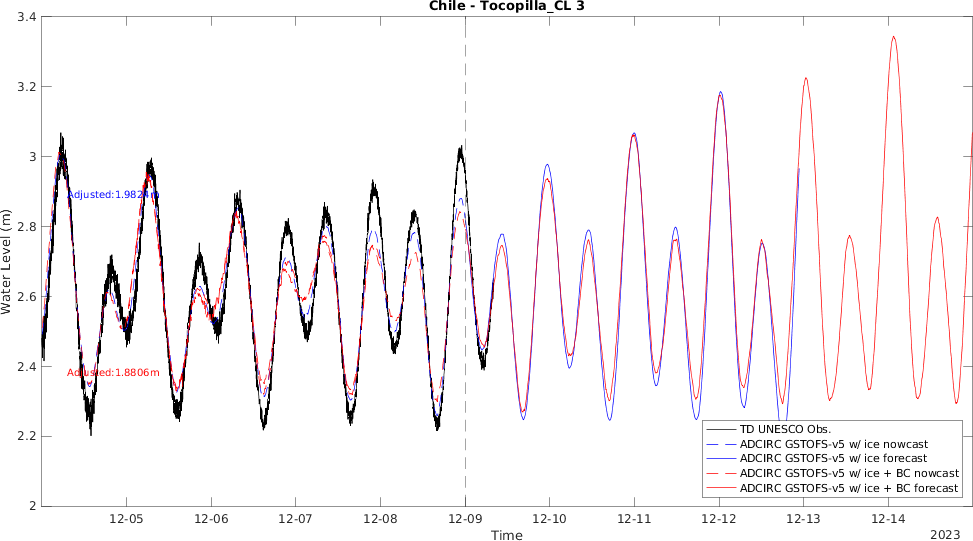 Chile - Tocopilla_CL 3
3.4
3.2
3
2.8
2.6
2.4
2.2
2
Water Level (m)
Adjusted:1.9824m
Adjusted:1.8806m
TD UNESCO Obs.
ADCIRC GSTOFS-v5 w/ ice nowcast
ADCIRC GSTOFS-v5 w/ ice forecast
ADCIRC GSTOFS-v5 w/ ice + BC nowcast
ADCIRC GSTOFS-v5 w/ ice + BC forecast
12-05 12-06 12-07 12-08 12-09 12-10 12-11 12-12 12-13 12-14
Time
2023